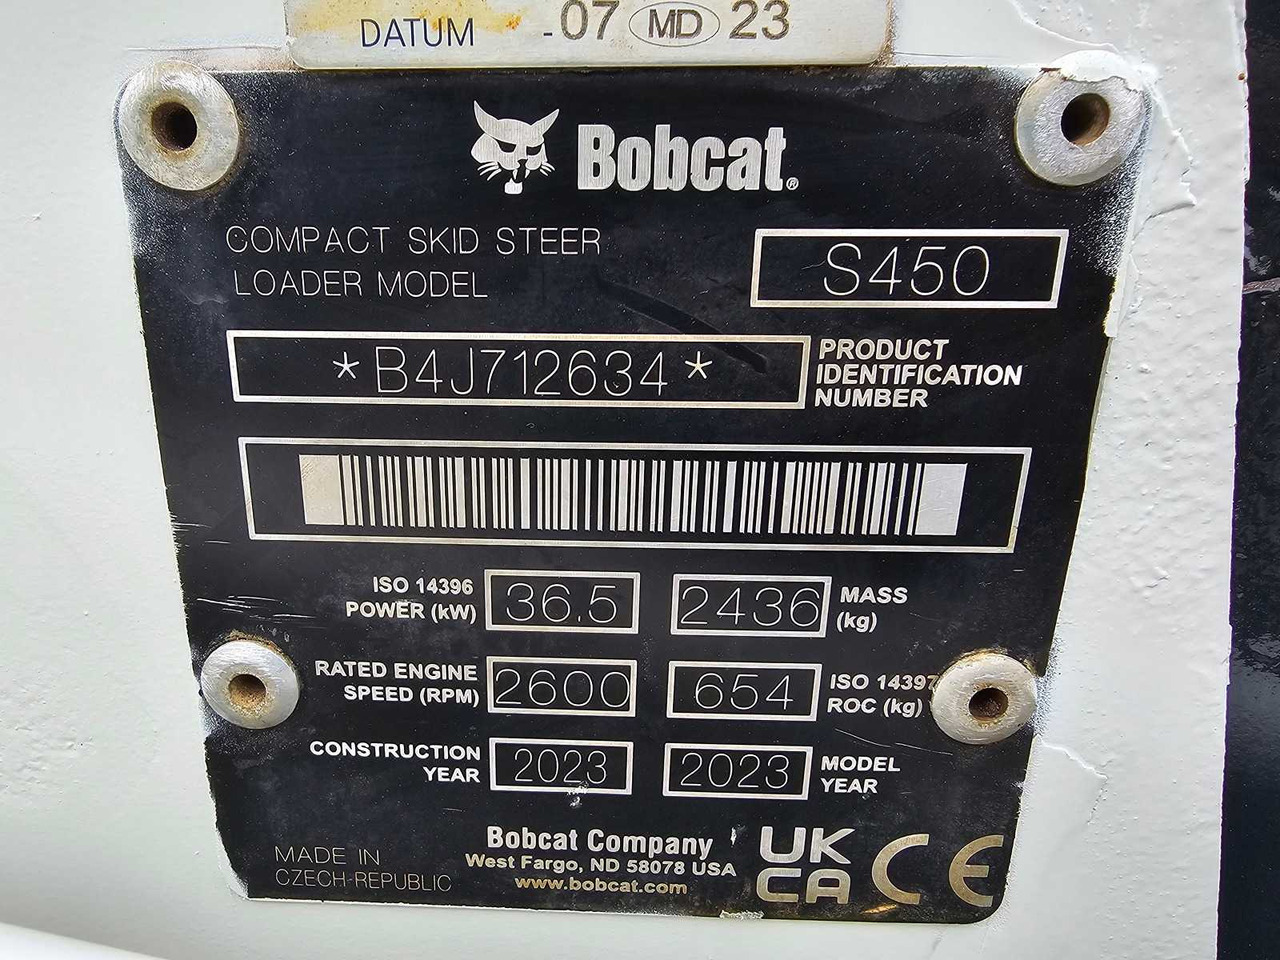 DATUM - 07 MD 23
Bobcat®
COMPACT SKID STEER
LOADER MODEL
S450
*B4J712634*
PRODUCT
IDENTIFICATION
NUMBER
ISO 14396
POWER (kW)
36.5
2436
MASS
(kg)
RATED ENGINE
SPEED (RPM)
2600
654
ISO 14397
ROC (kg)
CONSTRUCTION
YEAR
2023
2023
MODEL
YEAR
MADE IN
CZECH-REPUBLIC
Bobcat Company
West Fargo, ND 58078 USA
www.bobcat.com
UK
CA
CE